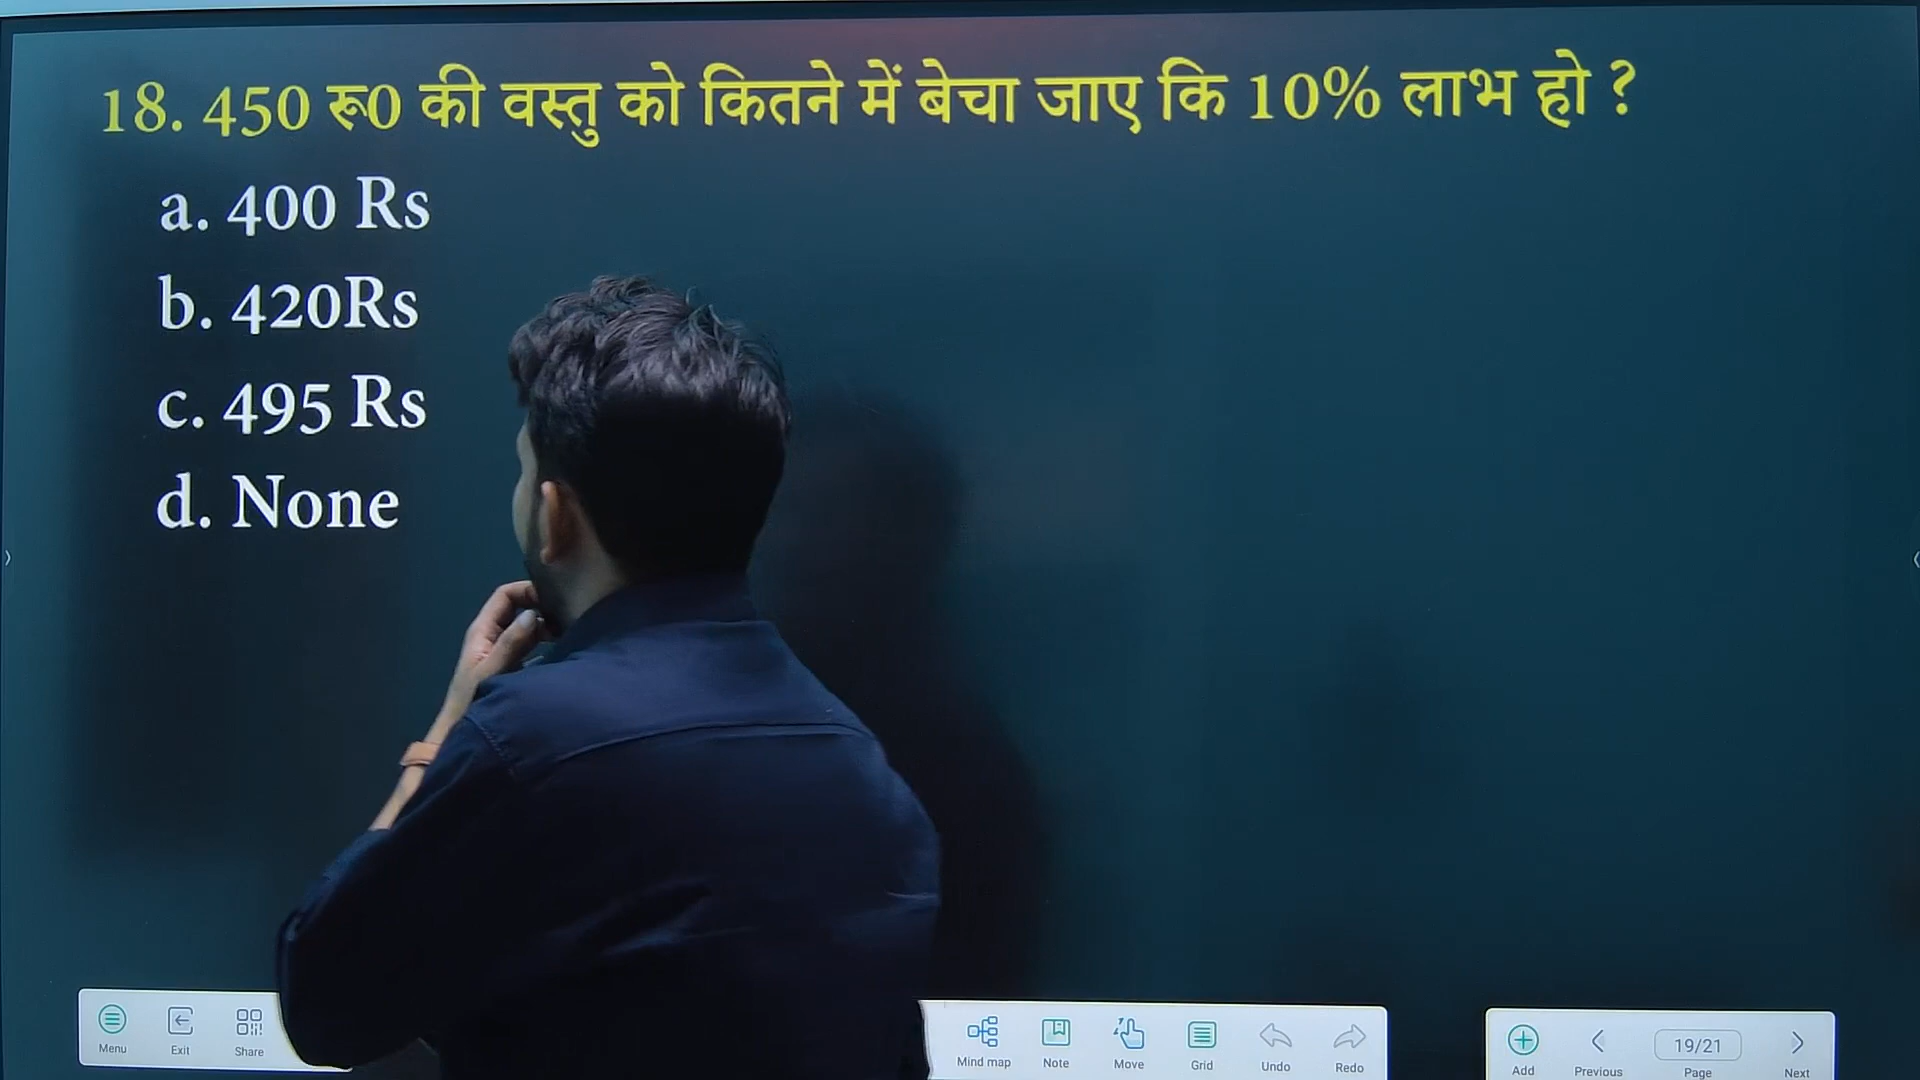 18. 450 रू0 की वस्तु को कितने में बेचा जाए कि 10% लाभ हो ?
a. 400 Rs
b. 420Rs
c. 495 Rs
d. None
Menu Exit Share Mind map Note Move Grid Undo Redo Add Previous 19/21 Page Next